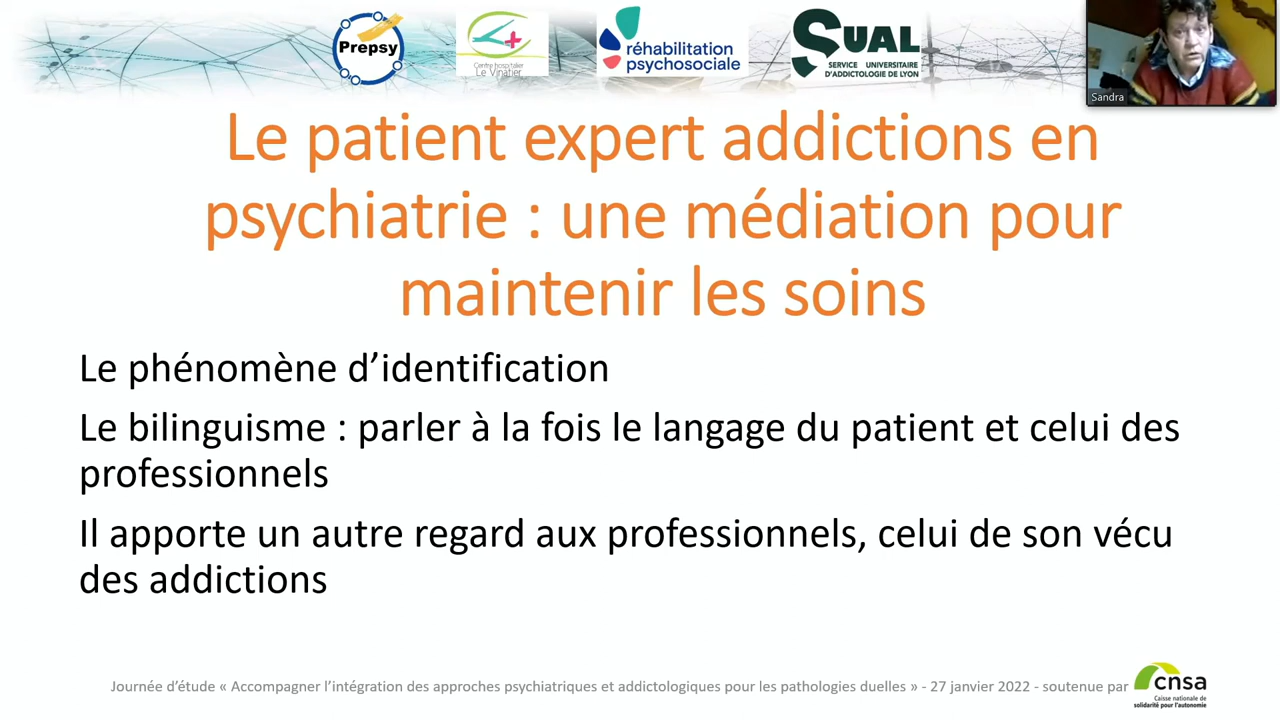 Prepsy
Centre hospitalier
Le Vinatier
réhabilitation
psychosociale
SUAL
SERVICE UNIVERSITAIRE
D'ADDICTOLOGIE DE LYON
Sandra
Le patient expert addictions en
psychiatrie : une médiation pour
maintenir les soins
Le phénomène d’identification
Le bilinguisme : parler à la fois le langage du patient et celui des
professionnels
Il apporte un autre regard aux professionnels, celui de son vécu
des addictions
Journée d’étude « Accompagner l’intégration des approches psychiatriques et addictologiques pour les pathologies duelles » - 27 janvier 2022 - soutenue par
cnsa
Caisse nationale de
solidarité pour l'autonomie